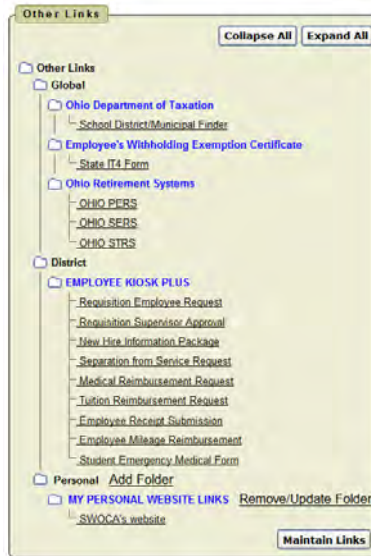 Other Links
Collapse All Expand All
Other Links
Global
Ohio Department of Taxation
School District/Municipal Finder
Employee's Withholding Exemption Certificate
State IT4 Form
Ohio Retirement Systems
OHIO PERS
OHIO SERS
OHIO STRS
District
EMPLOYEE KIOSK PLUS
Requisition Employee Request
Requisition Supervisor Approval
New Hire Information Package
Separation from Service Request
Medical Reimbursement Request
Tuition Reimbursement Request
Employee Receipt Submission
Employee Mileage Reimbursement
Student Emergency Medical Form
Personal Add Folder
MY PERSONAL WEBSITE LINKS Remove/Update Folder
SWOCA's website
Maintain Links